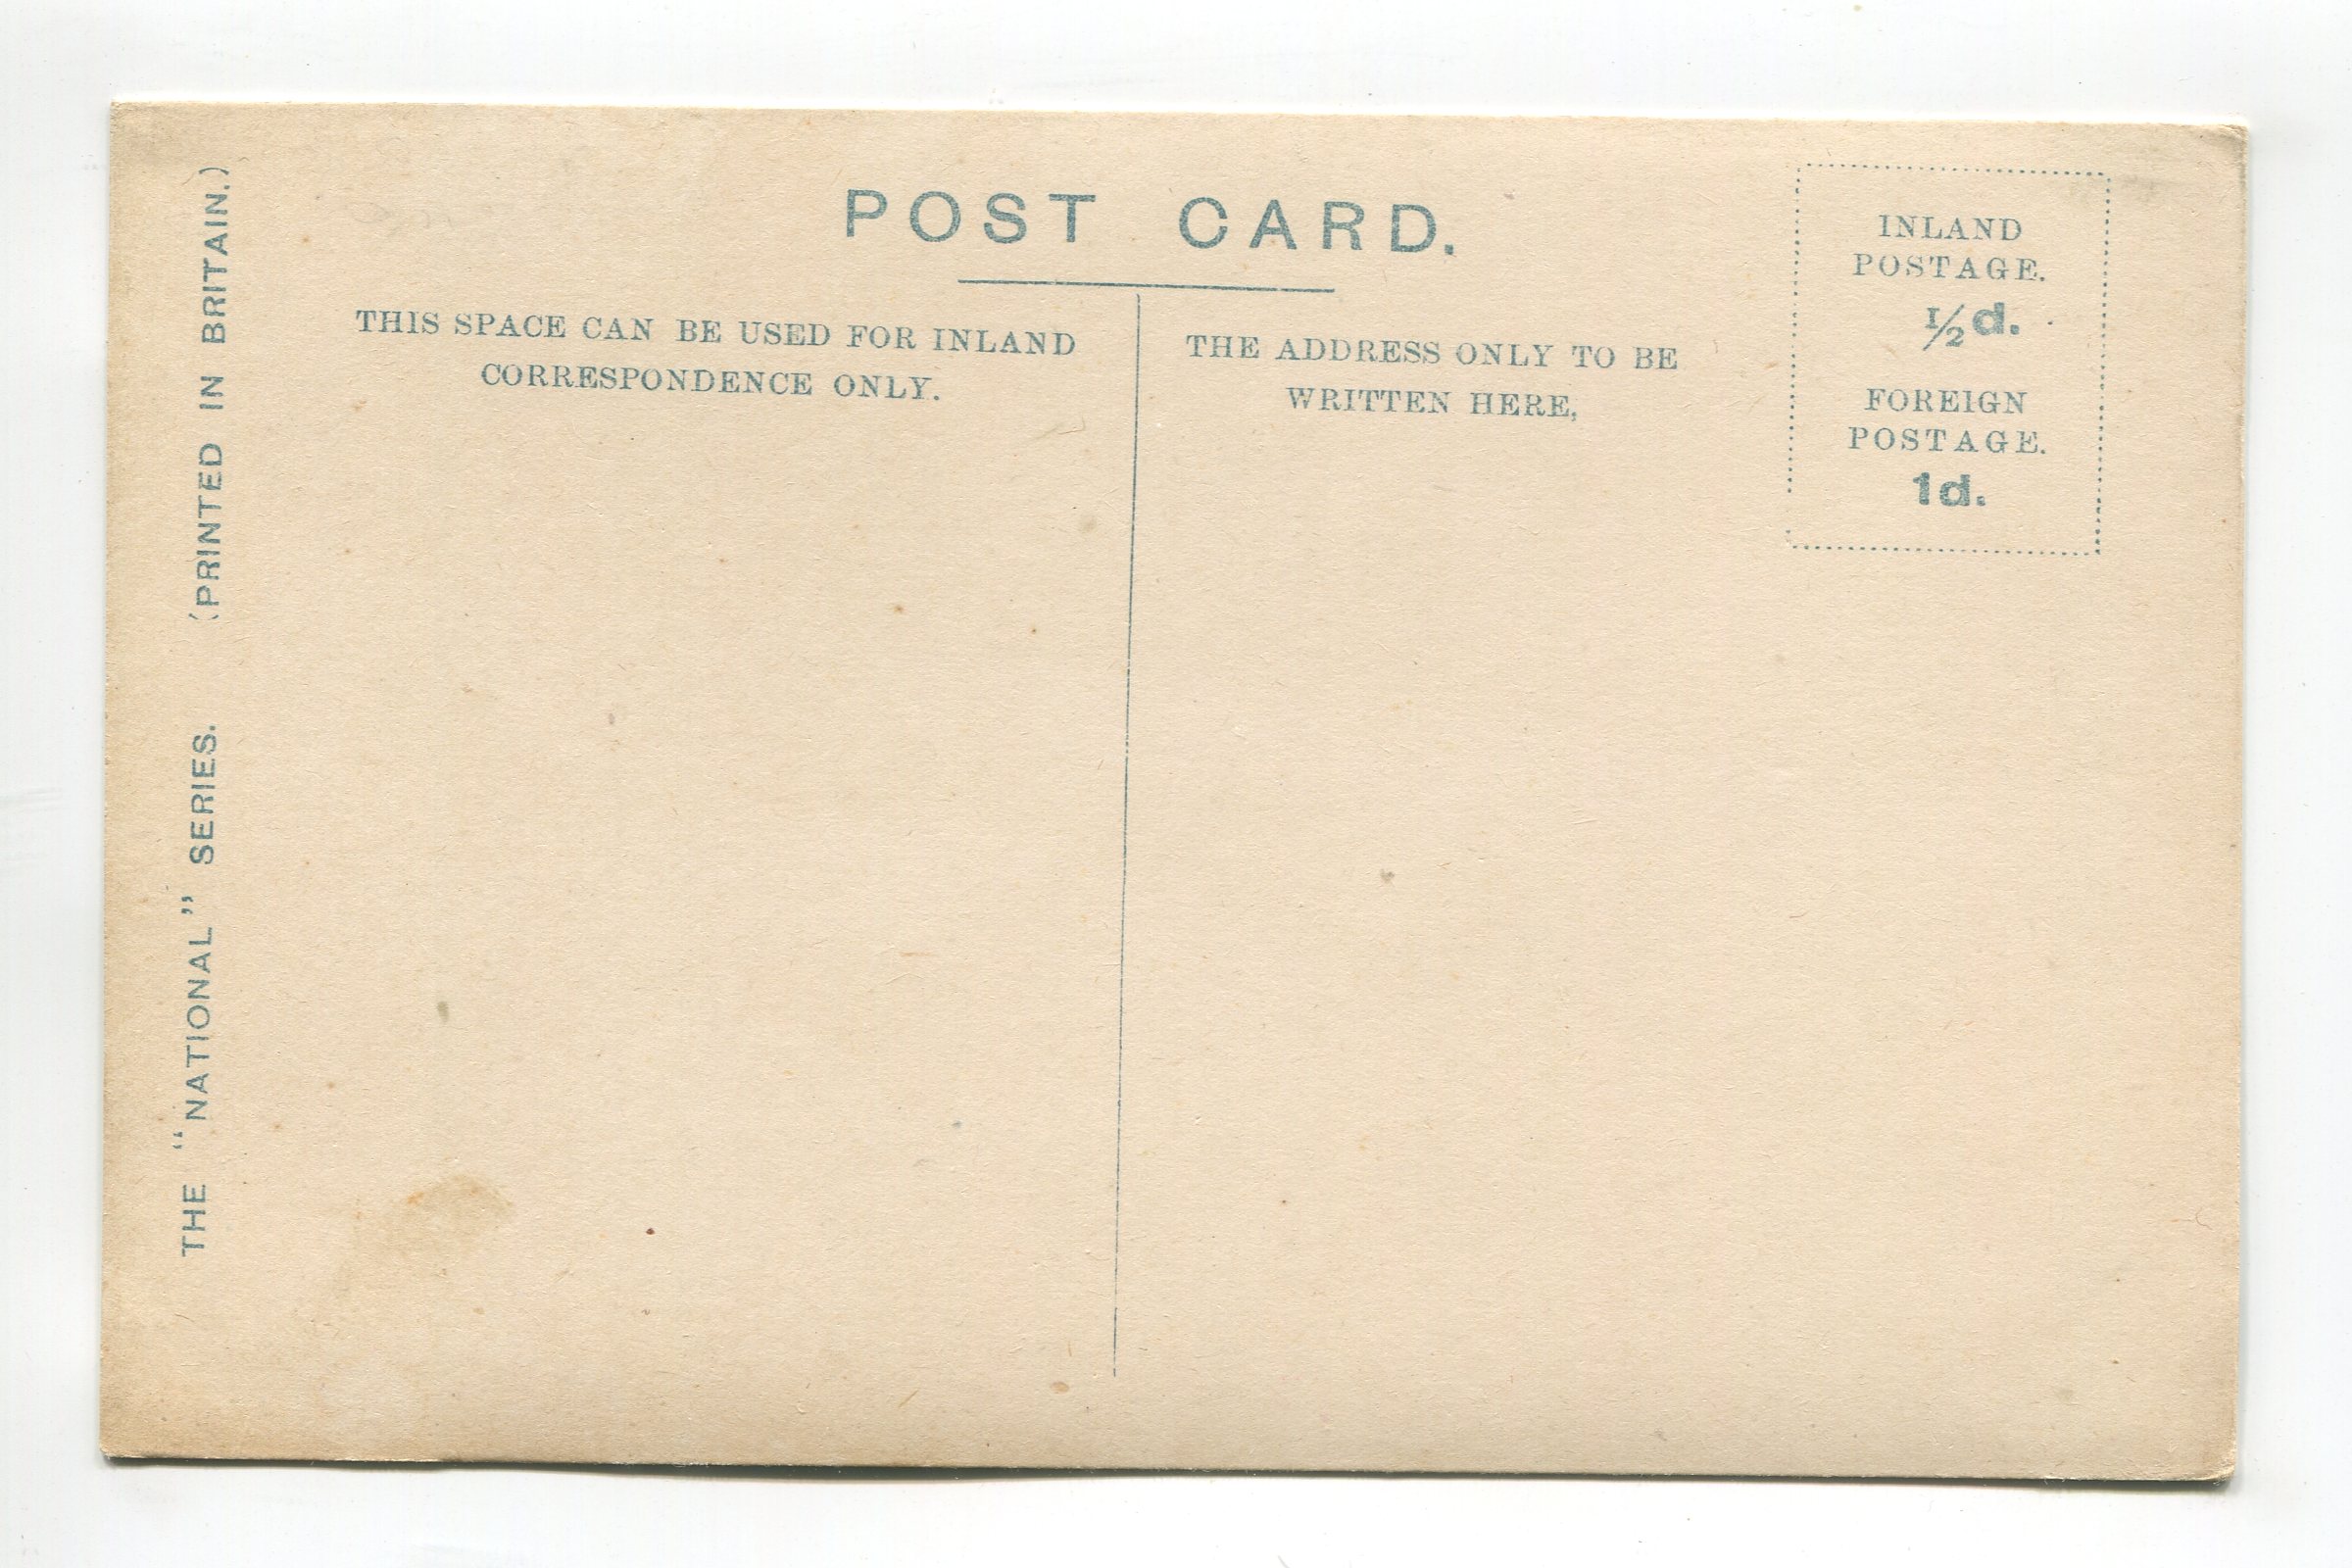 POST CARD.
THIS SPACE CAN BE USED FOR INLAND
CORRESPONDENCE ONLY.
THE ADDRESS ONLY TO BE
WRITTEN HERE,
INLAND
POSTAGE.
½d.
FOREIGN
POSTAGE.
1d.
THE "NATIONAL" SERIES. (PRINTED IN BRITAIN.)